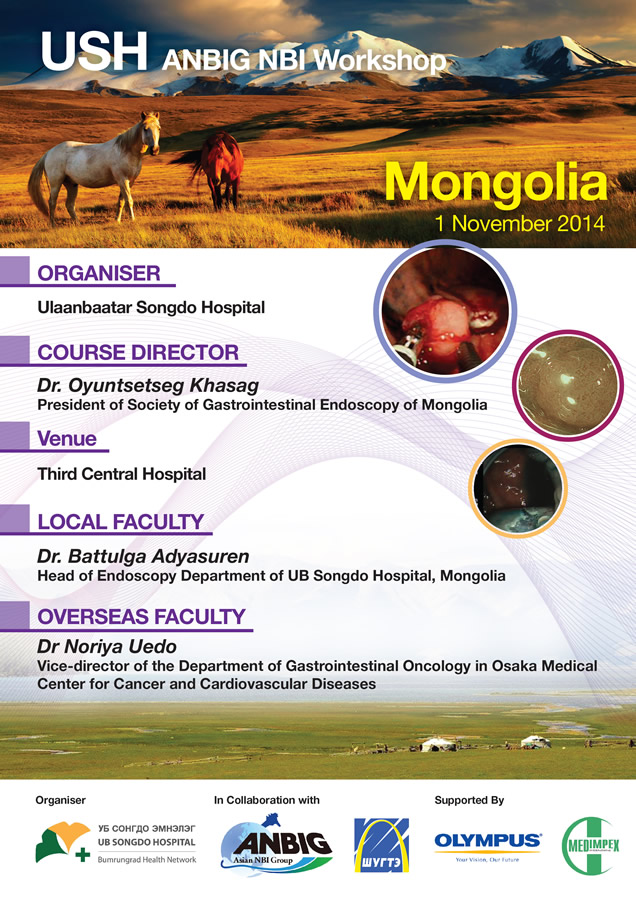 USH ANBIG NBI Workshop
Mongolia
1 November 2014
ORGANISER
Ulaanbaatar Songdo Hospital
COURSE DIRECTOR
Dr. Oyuntsetseg Khasag
President of Society of Gastrointestinal Endoscopy of Mongolia
Venue
Third Central Hospital
LOCAL FACULTY
Dr. Battulga Adyasuren
Head of Endoscopy Department of UB Songdo Hospital, Mongolia
OVERSEAS FACULTY
Dr Noriya Uedo
Vice-director of the Department of Gastrointestinal Oncology in Osaka Medical
Center for Cancer and Cardiovascular Diseases
Organiser
УБ СОНГДО ЭМНЭЛЭГ
UB SONGDO HOSPITAL
Bumrungrad Health Network
In Collaboration with
ANBIG
Asian NBI Group
ШУГТЭ
Supported By
OLYMPUS
Your Vision, Our Future
MEDIMPEX